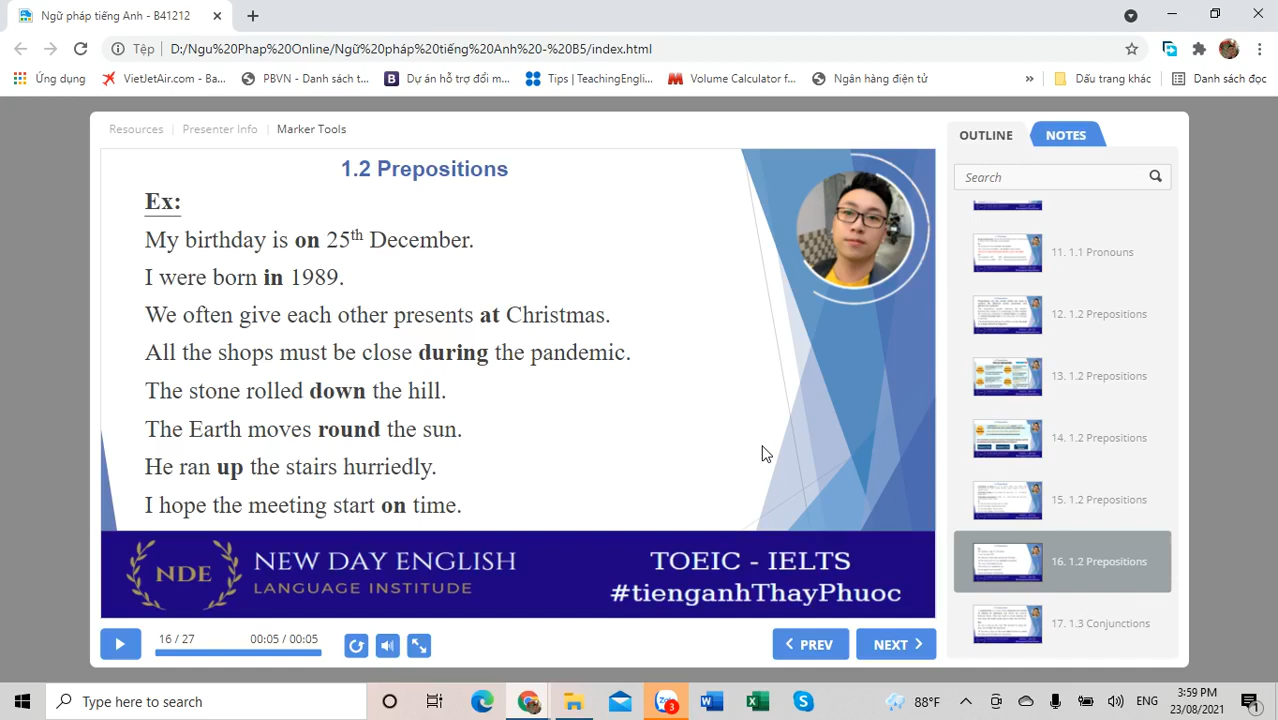 Ngữ pháp tiếng Anh - B41212
Tệp
D:/Ngu%20Phap%20Online/Ngữ%20pháp%20tiếng%20Anh%20-%20B5/index.html
Ứng dụng
VietJetAir.com - Ba...
PBVN - Danh sách t...
Dự án hợp đổi m...
Tips | TeachingEngli...
Volume Calculator f...
Ngân hàng điện tử
»
Dấu trang khác
Danh sách đọc
Resources | Presenter Info | Marker Tools
OUTLINE
NOTES
Search
1.2 Prepositions
Ex:
My birthday is on 25th December.
I were born in 1989.
We often give each other presents at Christmas.
All the shops must be close during the pandemic.
The stone rolled down the hill.
The Earth moves round the sun.
He ran up the stairs hurriedly.
I hope the meeting start on time.
NDE
NEW DAY ENGLISH
LANGUAGE INSTITUTE
TOEIC - IELTS
#tienganhThayPhuoc
11. 1.1 Pronouns
12. 1.2 Prepositions
13. 1.2 Prepositions
14. 1.2 Prepositions
15. 1.2 Prepositions
16. 1.2 Prepositions
17. 1.3 Conjunctions
16 / 27
00:05 / 00:05
PREV
NEXT
Type here to search
Zalo
3
88°F
ENG
3:59 PM
23/08/2021
1